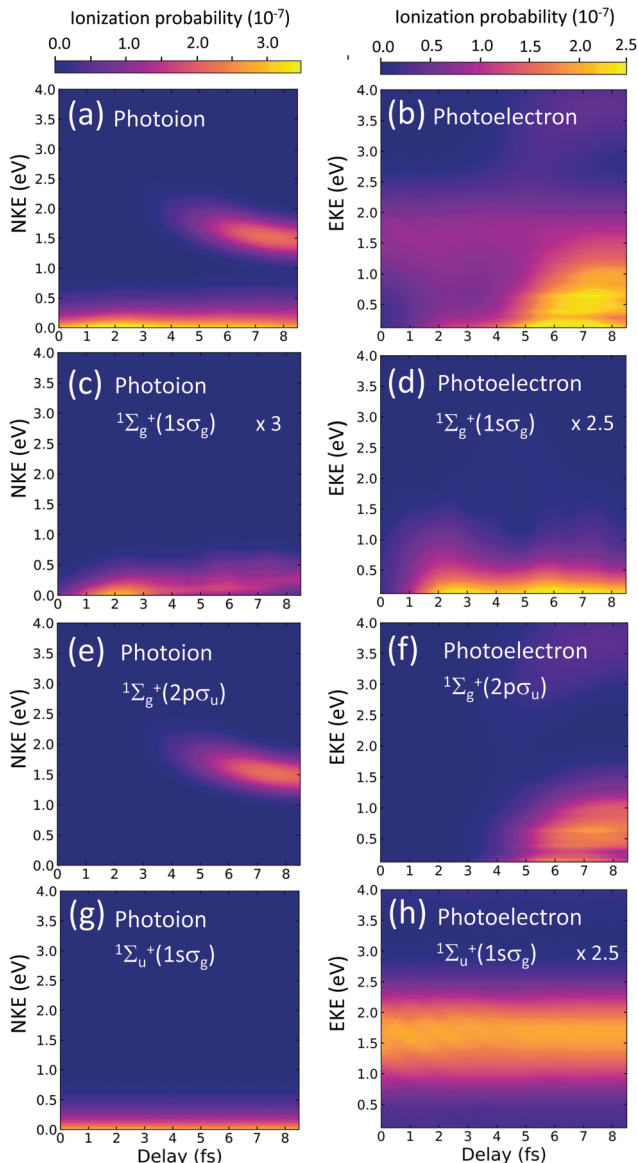 Ionization probability (10⁻⁷)
0.0 1.0 2.0 3.0
Ionization probability (10⁻⁷)
0.0 0.5 1.0 1.5 2.0 2.5
(a) Photoion
NKE (eV)
4.0
3.5
3.0
2.5
2.0
1.5
1.0
0.5
0.0
0 1 2 3 4 5 6 7 8
(b) Photoelectron
EKE (eV)
4.0
3.5
3.0
2.5
2.0
1.5
1.0
0.5
0 1 2 3 4 5 6 7 8
(c) Photoion
¹Σg⁺(1sσg) x 3
NKE (eV)
4.0
3.5
3.0
2.5
2.0
1.5
1.0
0.5
0.0
0 1 2 3 4 5 6 7 8
(d) Photoelectron
¹Σg⁺(1sσg) x 2.5
EKE (eV)
4.0
3.5
3.0
2.5
2.0
1.5
1.0
0.5
0 1 2 3 4 5 6 7 8
(e) Photoion
¹Σg⁺(2pσu)
NKE (eV)
4.0
3.5
3.0
2.5
2.0
1.5
1.0
0.5
0.0
0 1 2 3 4 5 6 7 8
(f) Photoelectron
¹Σg⁺(2pσu)
EKE (eV)
4.0
3.5
3.0
2.5
2.0
1.5
1.0
0.5
0 1 2 3 4 5 6 7 8
(g) Photoion
¹Σu⁺(1sσg)
NKE (eV)
4.0
3.5
3.0
2.5
2.0
1.5
1.0
0.5
0.0
0 1 2 3 4 5 6 7 8
Delay (fs)
(h) Photoelectron
¹Σu⁺(1sσg) x 2.5
EKE (eV)
4.0
3.5
3.0
2.5
2.0
1.5
1.0
0.5
0 1 2 3 4 5 6 7 8
Delay (fs)